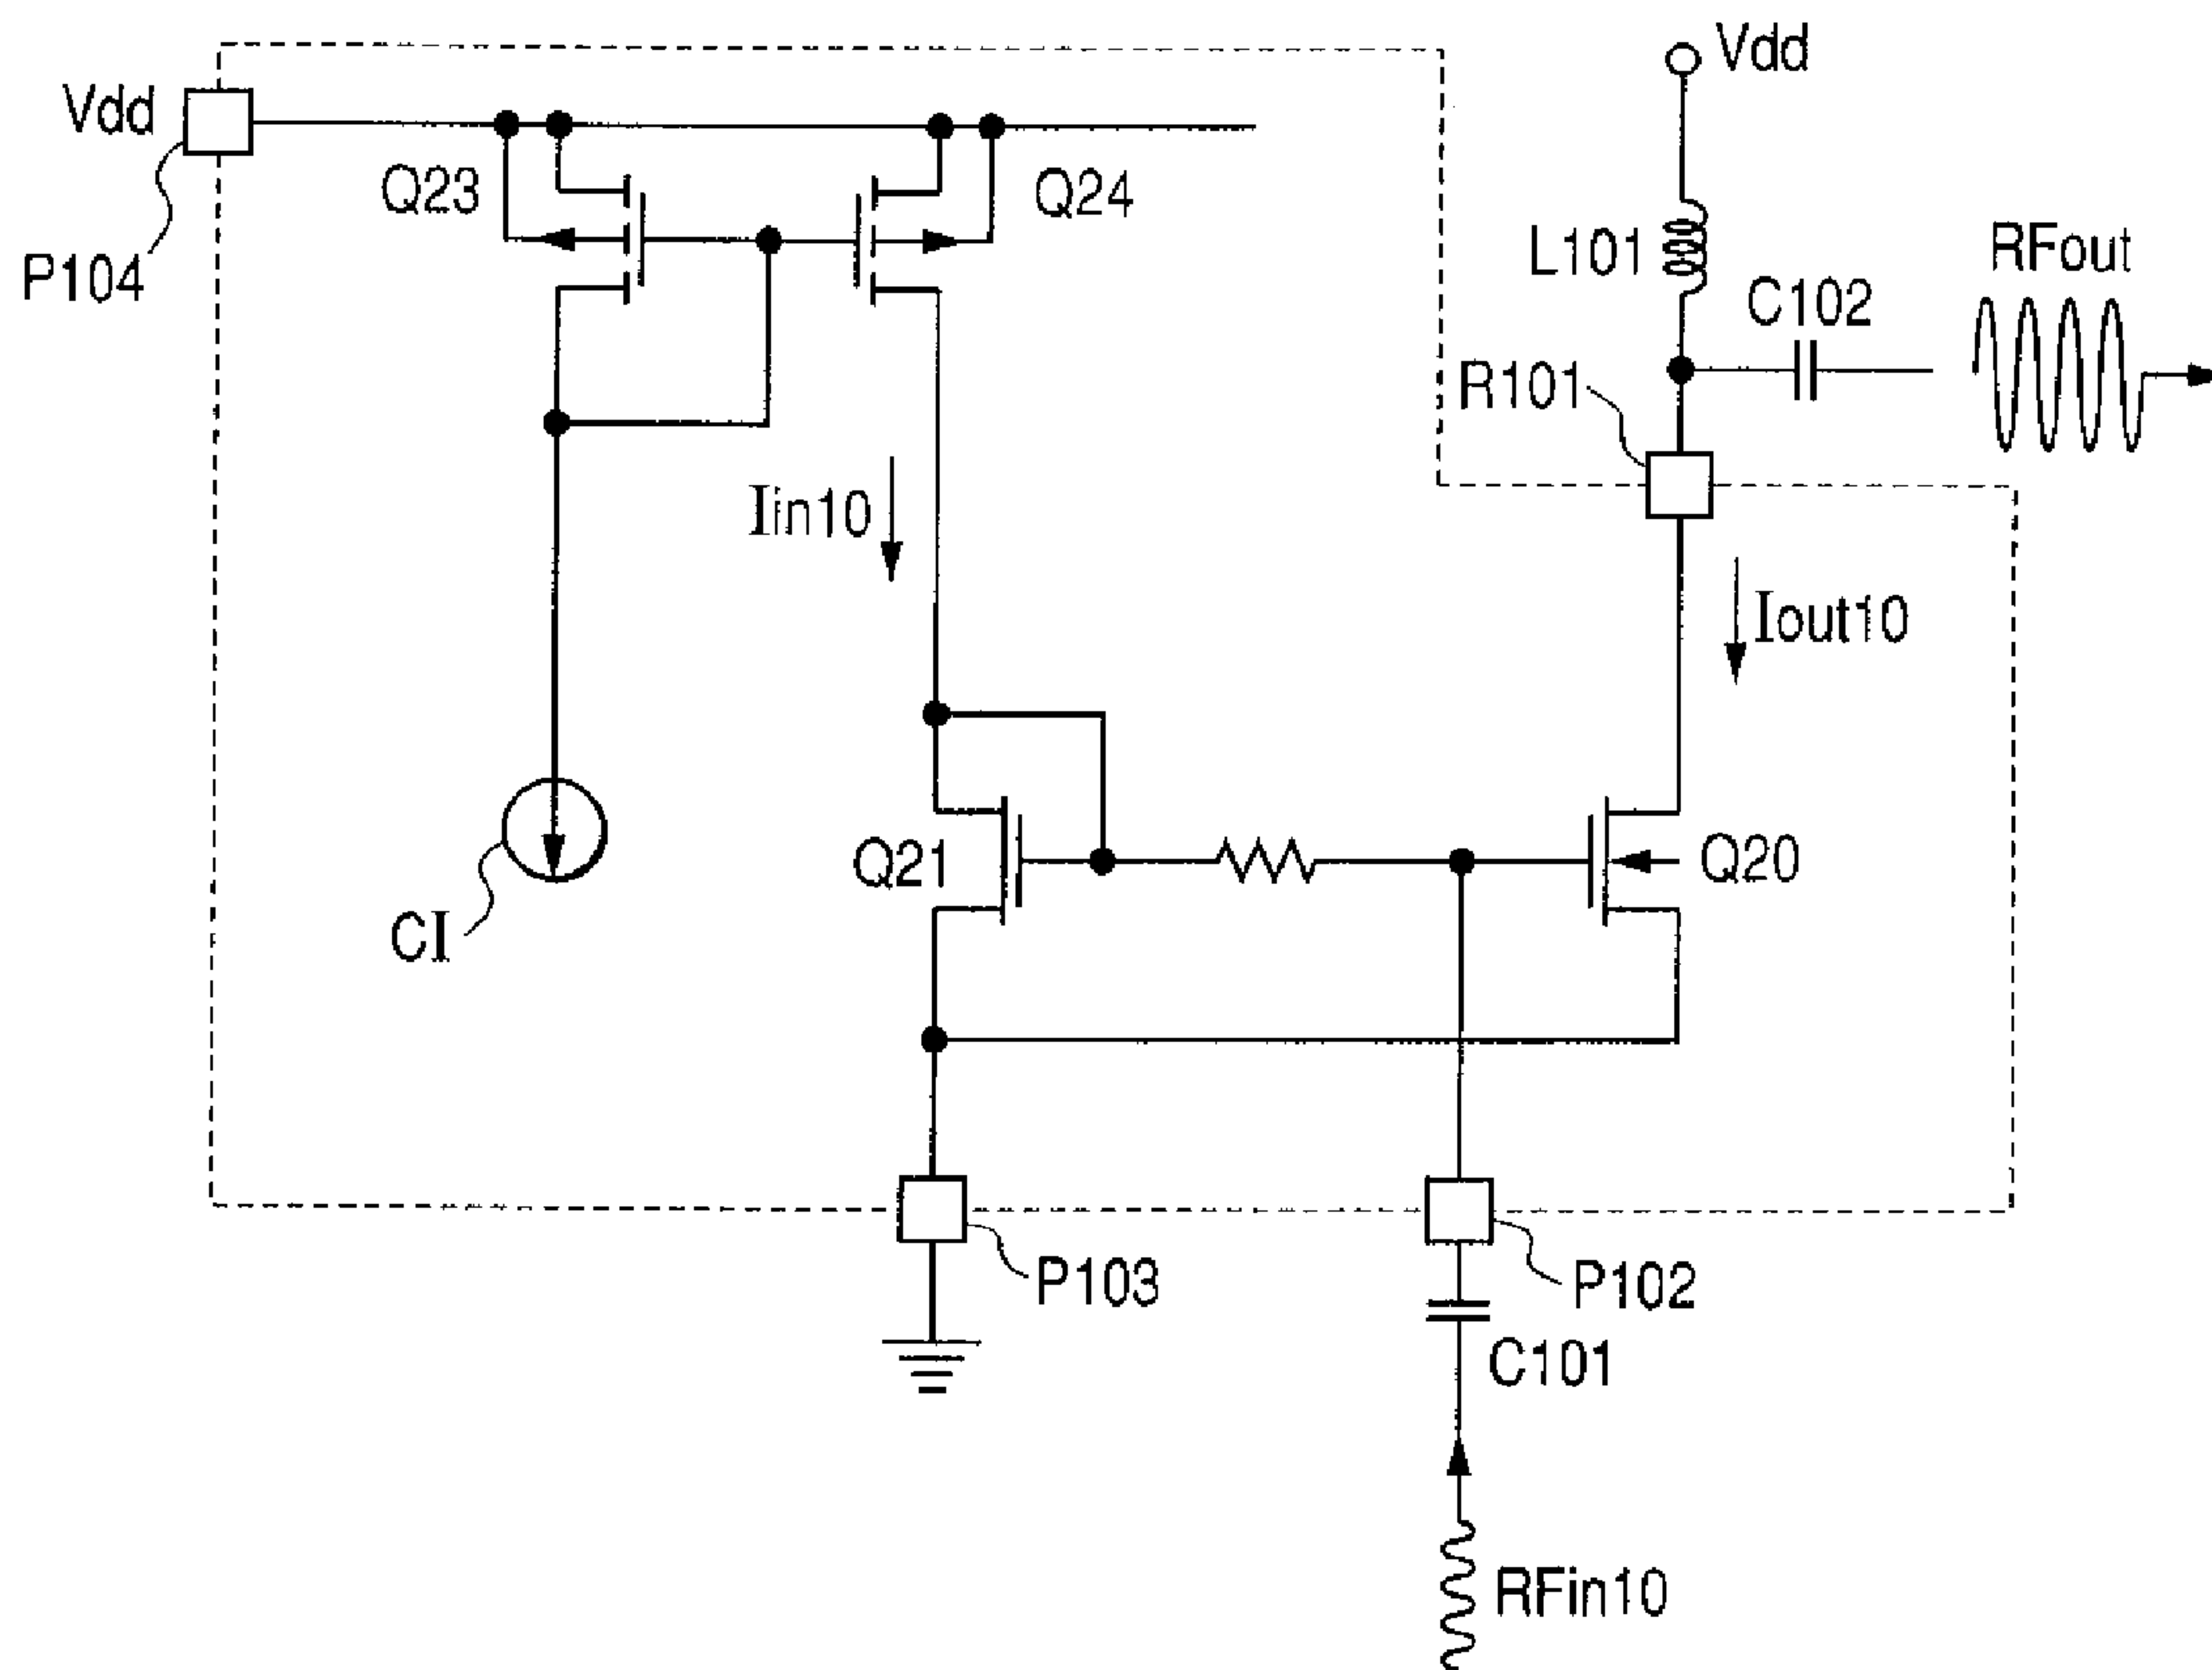 Vdd
Vdd
Q23
Q24
P104
L101
RFout
C102
R101
Iin10
Iout10
Q21
Q20
CI
P103
P102
C101
RFin10